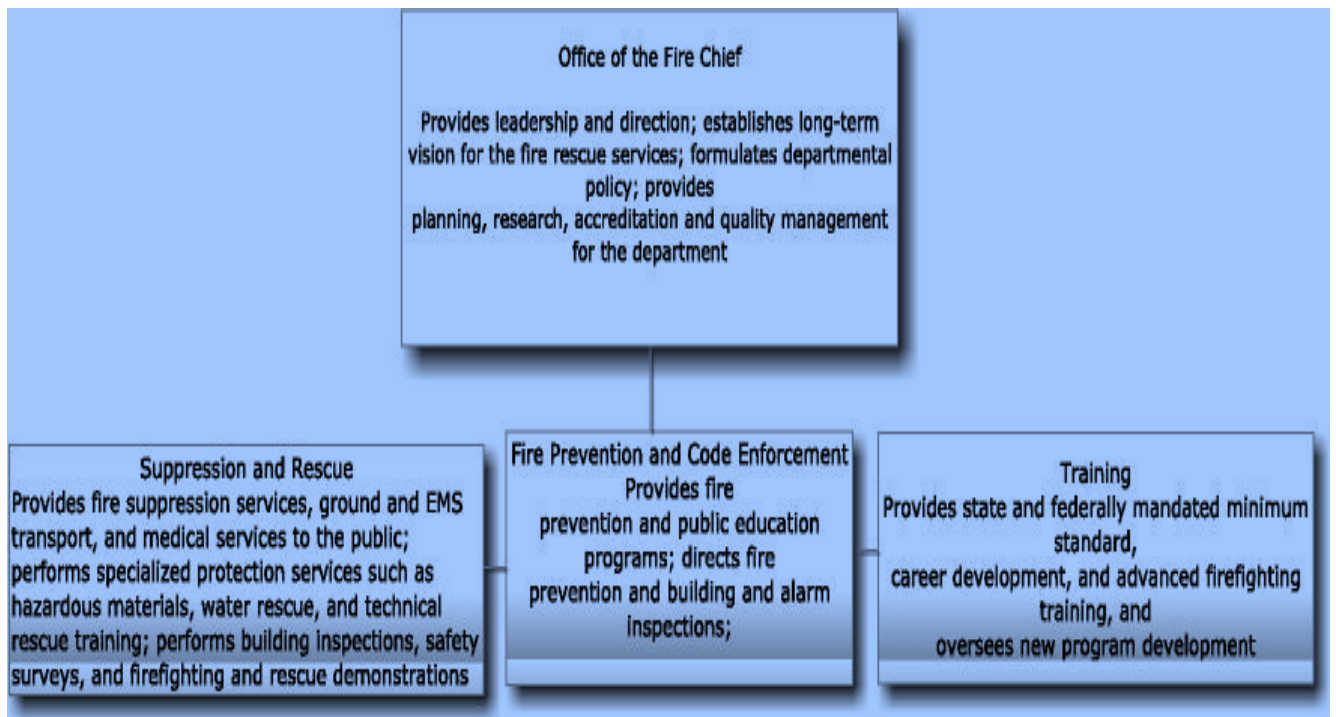 Office of the Fire Chief
Provides leadership and direction; establishes long-term
vision for the fire rescue services; formulates departmental
policy; provides
planning, research, accreditation and quality management
for the department
Suppression and Rescue
Provides fire suppression services, ground and EMS
transport, and medical services to the public;
performs specialized protection services such as
hazardous materials, water rescue, and technical
rescue training; performs building inspections, safety
surveys, and firefighting and rescue demonstrations
Fire Prevention and Code Enforcement
Provides fire
prevention and public education
programs; directs fire
prevention and building and alarm
inspections;
Training
Provides state and federally mandated minimum
standard,
career development, and advanced firefighting
training, and
oversees new program development